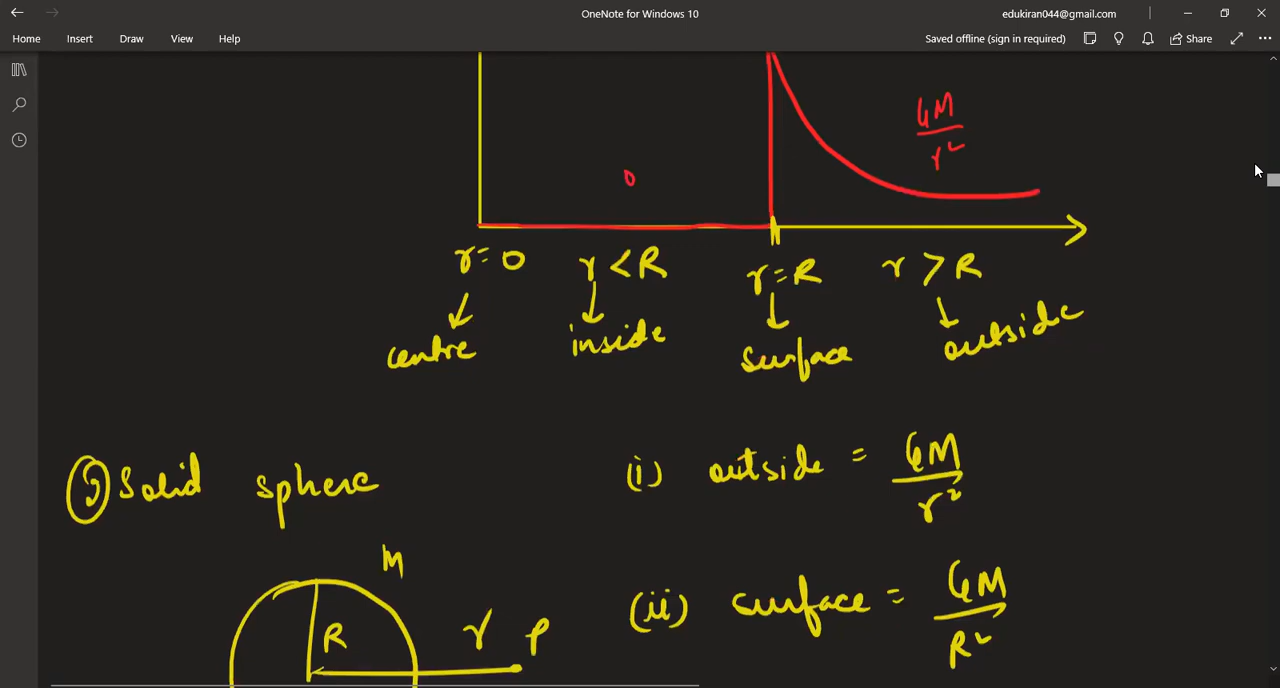 OneNote for Windows 10
edukiran044@gmail.com
Home Insert Draw View Help
Saved offline (sign in required)
Share
GM
r²
0
r=0 r<R r=R r>R
centre inside surface outside
③ Solid sphere
(i) outside = GM
r²
M
(ii) surface = GM
R²
R r P